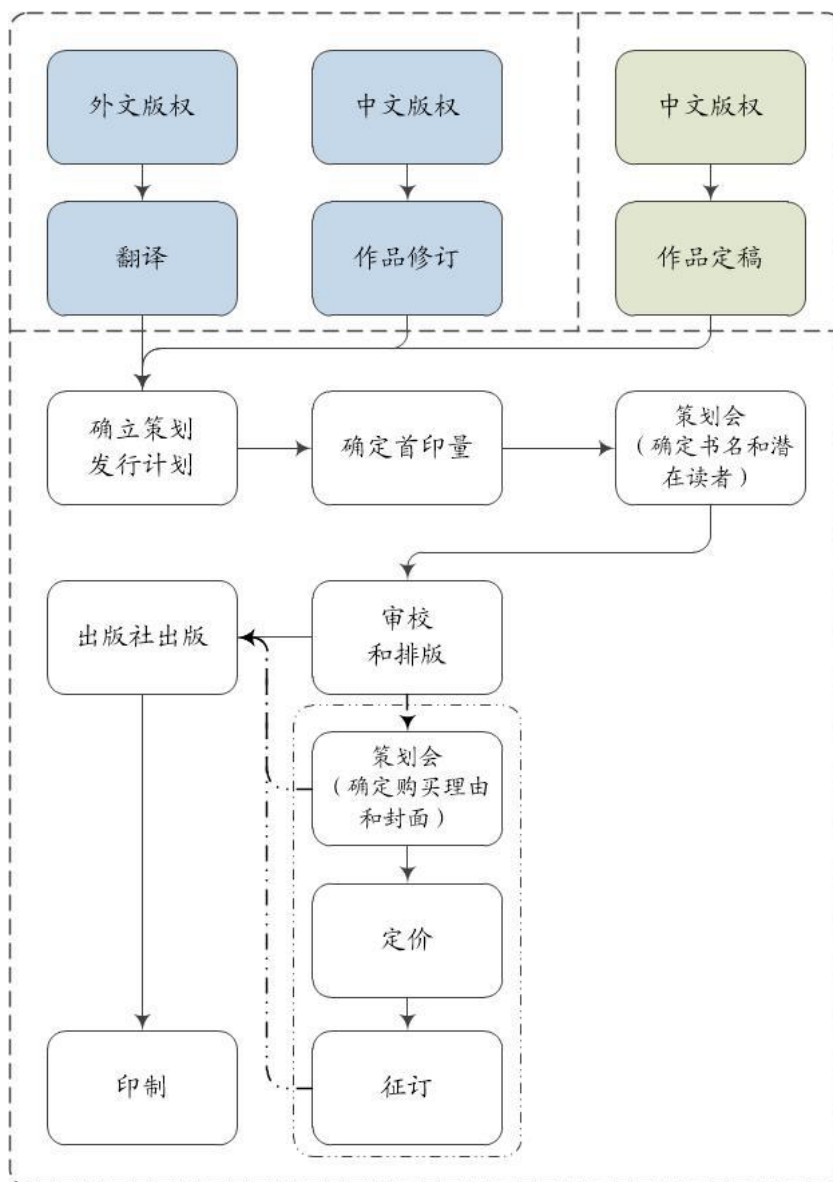 外文版权
中文版权
中文版权
翻译
作品修订
作品定稿
确立策划
发行计划
确定首印量
策划会
（确定书名和潜
在读者）
出版社出版
审校
和排版
策划会
（确定购买理由
和封面）
定价
印制
征订